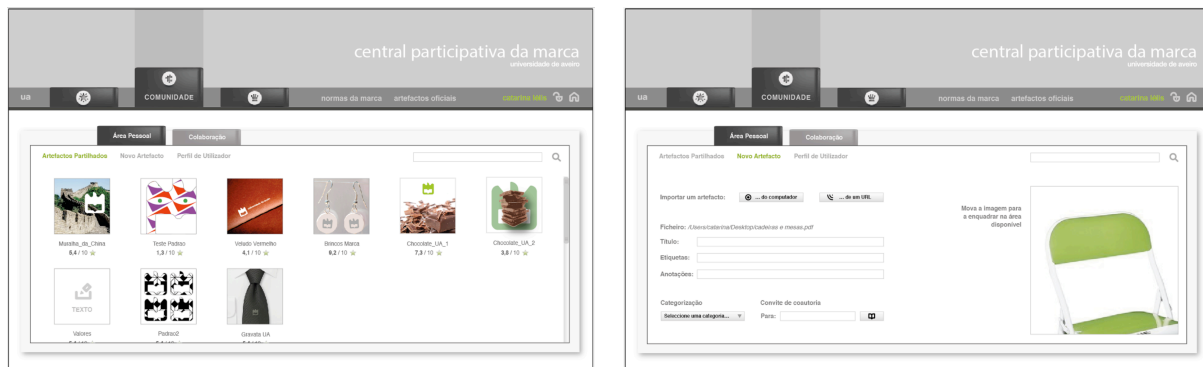 central participativa da marca
universidade de aveiro
ua
COMUNIDADE
normas da marca artefactos oficiais
catarina lélis
Área Pessoal Colaboração
Artefactos Partilhados Novo Artefacto Perfil de Utilizador
Muralha_da_China Teste Padrao Veludo Vermelho Brincos Marca Chocolate_UA_1 Chocolate_UA_2
5,4 / 10 1,3 / 10 4,1 / 10 9,2 / 10 7,3 / 10 3,8 / 10
TEXTO
Valores Padrao2 Gravata UA
central participativa da marca
universidade de aveiro
ua
COMUNIDADE
normas da marca artefactos oficiais
catarina lélis
Área Pessoal Colaboração
Artefactos Partilhados Novo Artefacto Perfil de Utilizador
Importar um artefacto: ... do computador ... de um URL
Mova a imagem para
a enquadrar na área
disponível
Ficheiro: /Users/catarina/Desktop/cadeiras e mesas.pdf
Título:
Etiquetas:
Anotações:
Categorização Convite de coautoria
Seleccione uma categoria... Para: